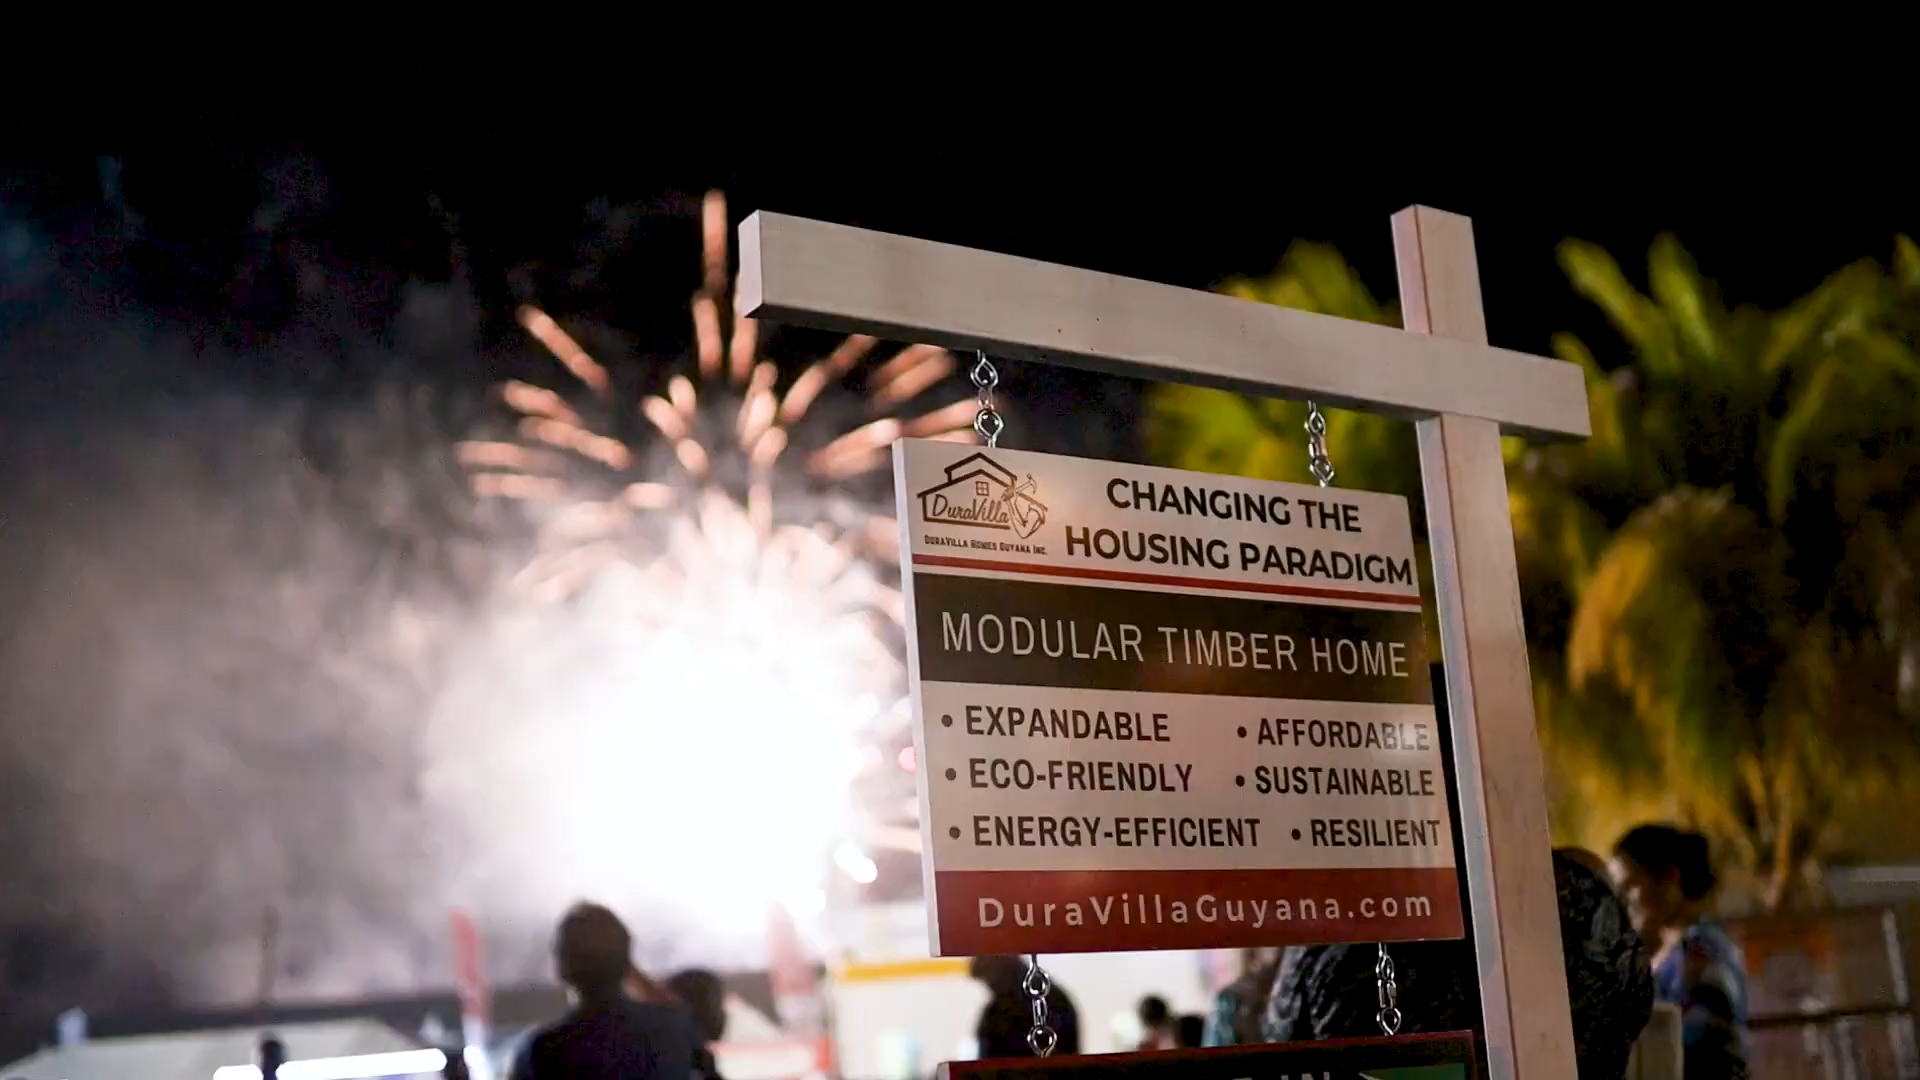 DuraVilla
DURAVILLA HOMES GUYANA INC.
CHANGING THE
HOUSING PARADIGM
MODULAR TIMBER HOME
• EXPANDABLE • AFFORDABLE
• ECO-FRIENDLY • SUSTAINABLE
• ENERGY-EFFICIENT • RESILIENT
DuraVillaGuyana.com